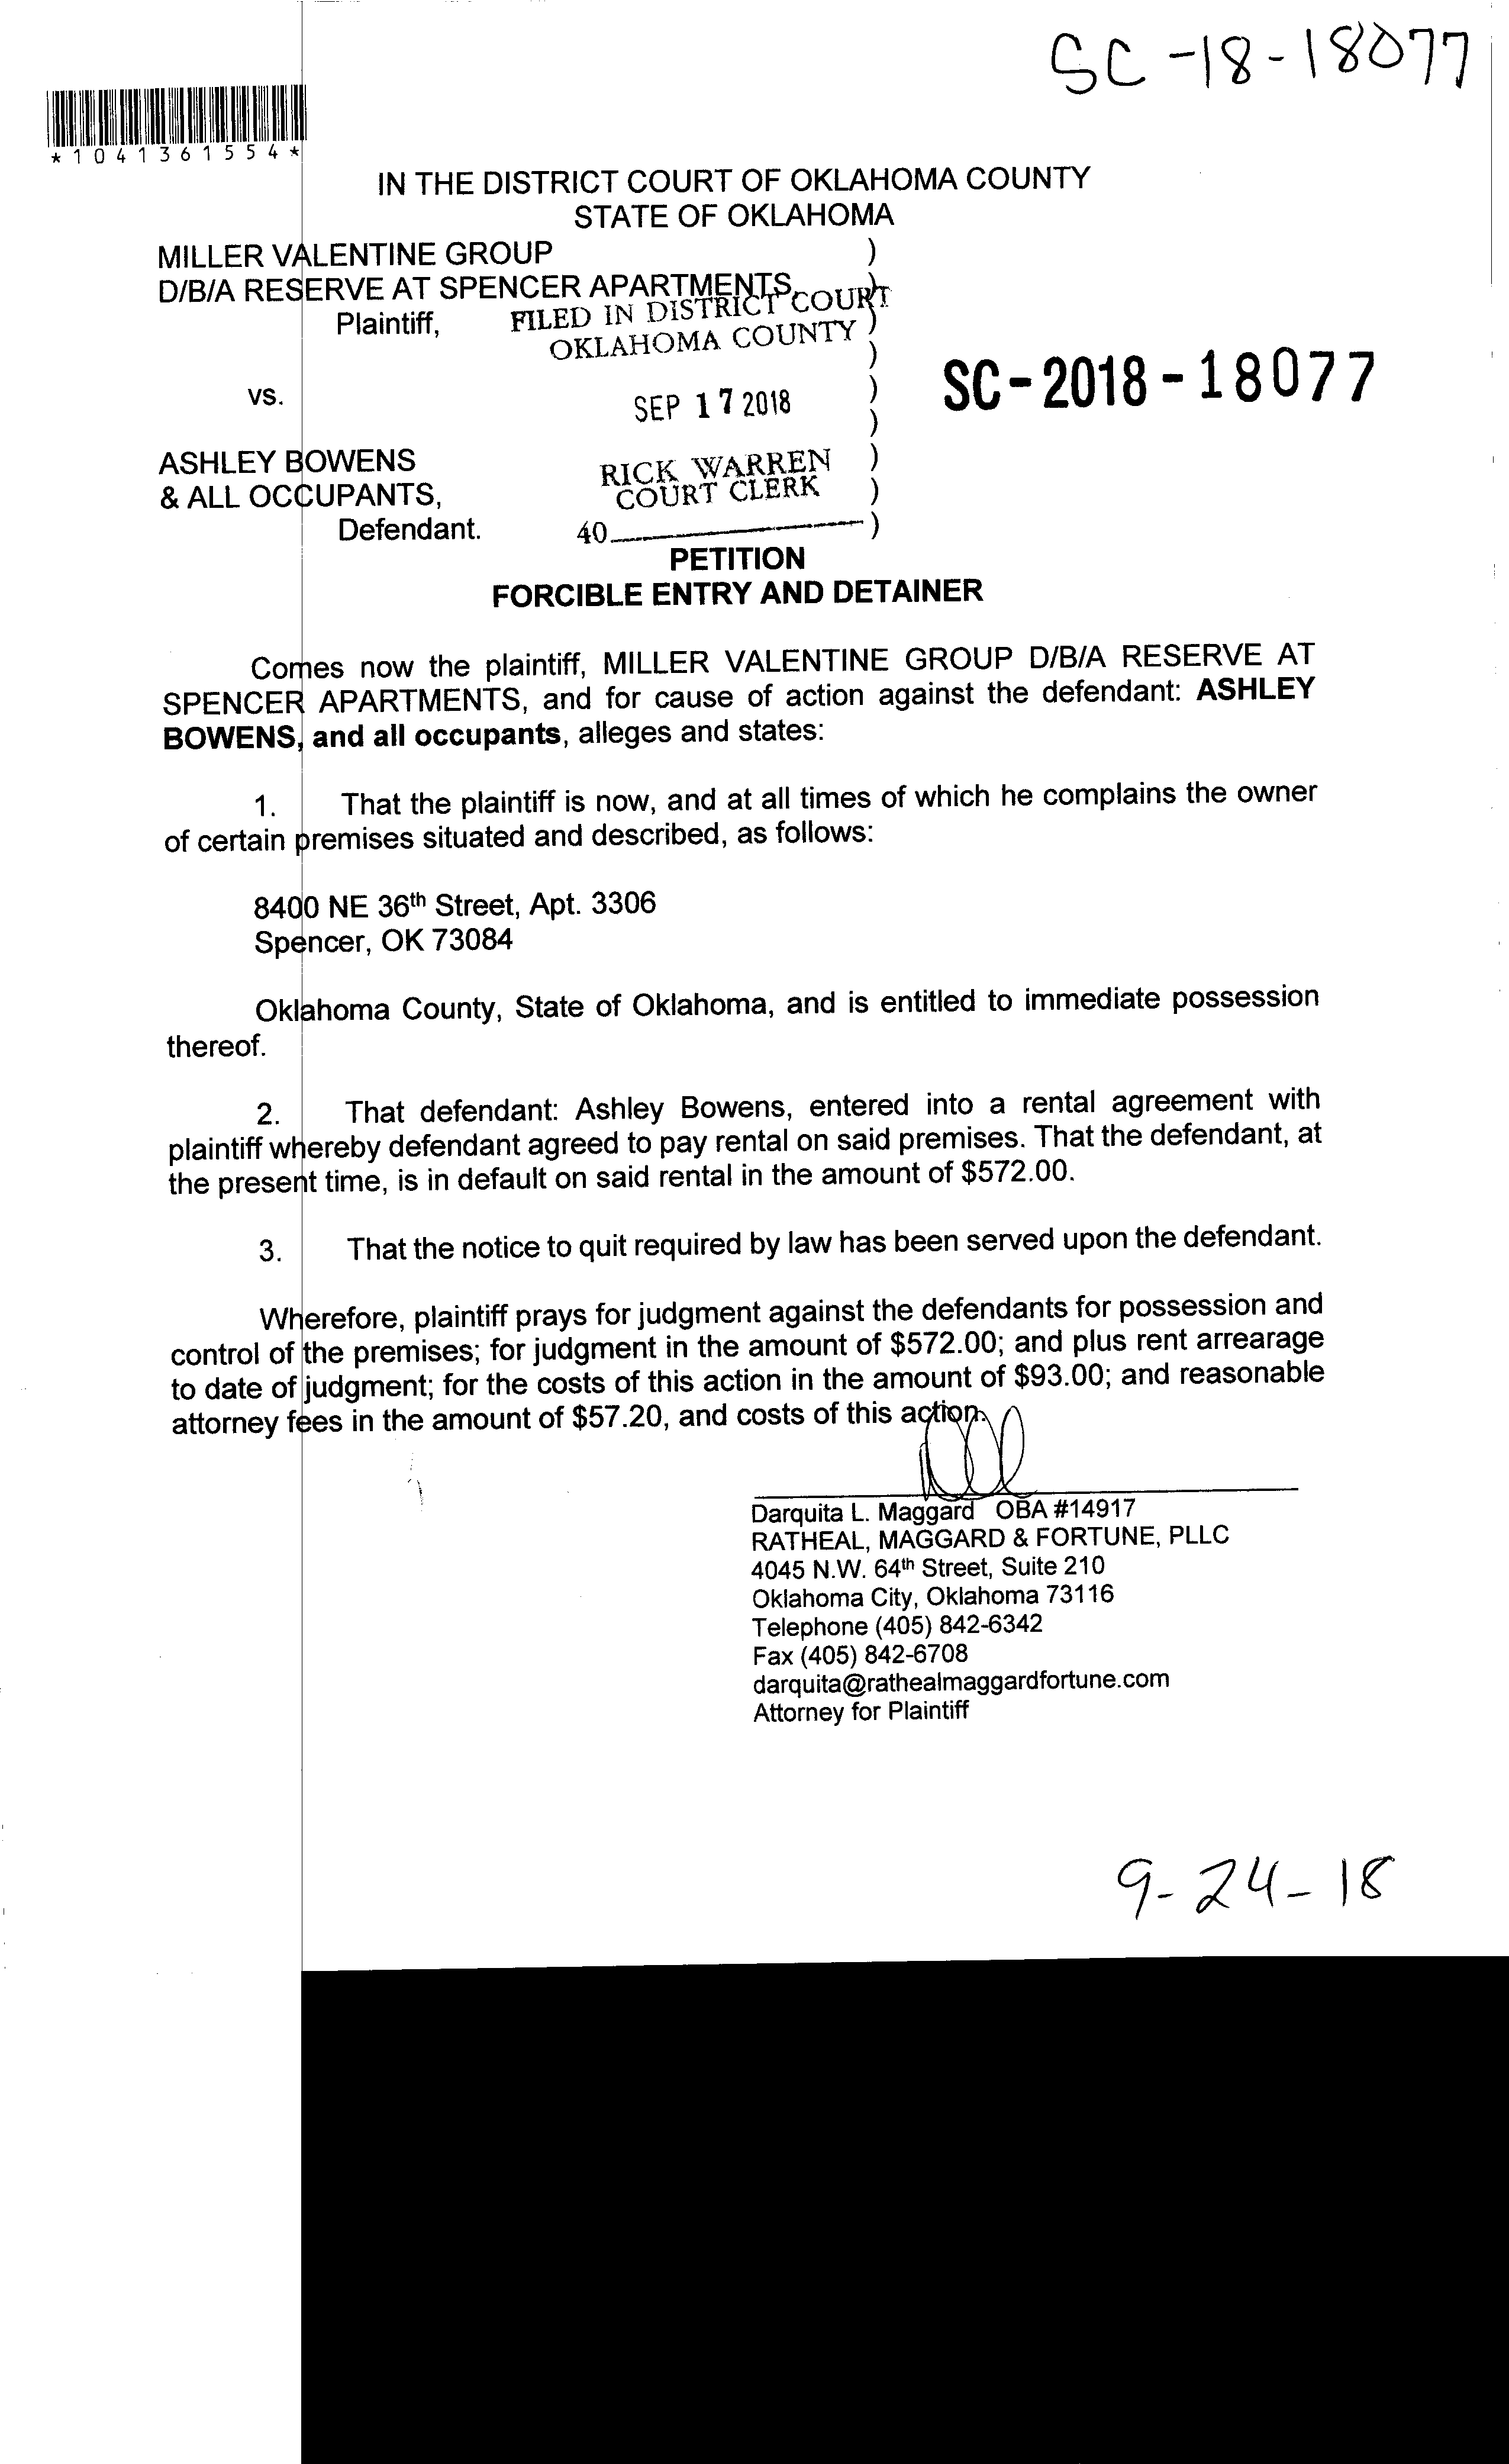 SC-18-18077
*1041361554*
IN THE DISTRICT COURT OF OKLAHOMA COUNTY
STATE OF OKLAHOMA
MILLER VALENTINE GROUP )
D/B/A RESERVE AT SPENCER APARTMENTS, )
Plaintiff, )
FILED IN DISTRICT COURT
OKLAHOMA COUNTY
)
SC-2018-18077
vs. )
SEP 17 2018
)
ASHLEY BOWENS )
& ALL OCCUPANTS, )
RICK WARREN
COURT CLERK
Defendant. )
40
PETITION
FORCIBLE ENTRY AND DETAINER
Comes now the plaintiff, MILLER VALENTINE GROUP D/B/A RESERVE AT
SPENCER APARTMENTS, and for cause of action against the defendant: ASHLEY
BOWENS, and all occupants, alleges and states:
1. That the plaintiff is now, and at all times of which he complains the owner
of certain premises situated and described, as follows:
8400 NE 36th Street, Apt. 3306
Spencer, OK 73084
Oklahoma County, State of Oklahoma, and is entitled to immediate possession
thereof.
2. That defendant: Ashley Bowens, entered into a rental agreement with
plaintiff whereby defendant agreed to pay rental on said premises. That the defendant, at
the present time, is in default on said rental in the amount of $572.00.
3. That the notice to quit required by law has been served upon the defendant.
Wherefore, plaintiff prays for judgment against the defendants for possession and
control of the premises; for judgment in the amount of $572.00; and plus rent arrearage
to date of judgment; for the costs of this action in the amount of $93.00; and reasonable
attorney fees in the amount of $57.20, and costs of this action.
Darquita L. Maggard OBA #14917
RATHEAL, MAGGARD & FORTUNE, PLLC
4045 N.W. 64th Street, Suite 210
Oklahoma City, Oklahoma 73116
Telephone (405) 842-6342
Fax (405) 842-6708
darquita@rathealmaggardfortune.com
Attorney for Plaintiff
9-24-18